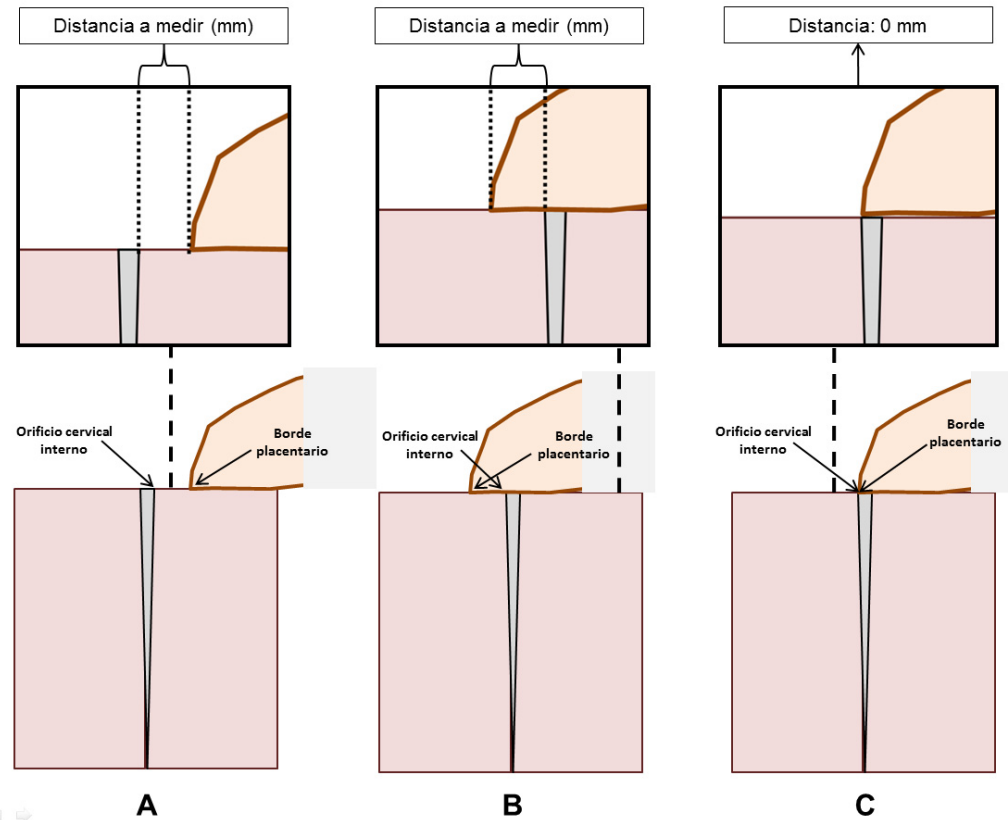 Distancia a medir (mm)
Distancia a medir (mm)
Distancia: 0 mm
Orificio cervical
interno
Borde
placentario
Orificio cervical
interno
Borde
placentario
Orificio cervical
interno
Borde
placentario
A
B
C